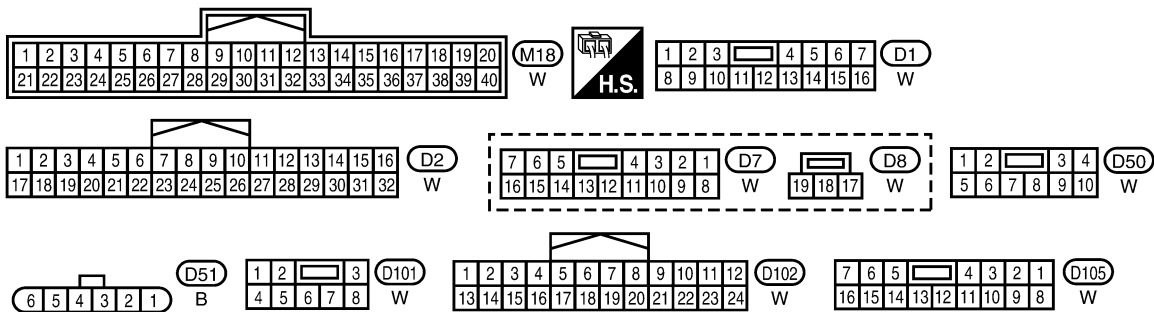 1 2 3 4 5 6 7 8 9 10 11 12 13 14 15 16 17 18 19 20
21 22 23 24 25 26 27 28 29 30 31 32 33 34 35 36 37 38 39 40
M18
W
H.S.
1 2 3 4 5 6 7
8 9 10 11 12 13 14 15 16
D1
W
1 2 3 4 5 6 7 8 9 10 11 12 13 14 15 16
17 18 19 20 21 22 23 24 25 26 27 28 29 30 31 32
D2
W
7 6 5 4 3 2 1
16 15 14 13 12 11 10 9 8
D7
W
19 18 17
D8
W
1 2 3 4
5 6 7 8 9 10
D50
W
6 5 4 3 2 1
D51
B
1 2 3
4 5 6 7 8
D101
W
1 2 3 4 5 6 7 8 9 10 11 12
13 14 15 16 17 18 19 20 21 22 23 24
D102
W
7 6 5 4 3 2 1
16 15 14 13 12 11 10 9 8
D105
W